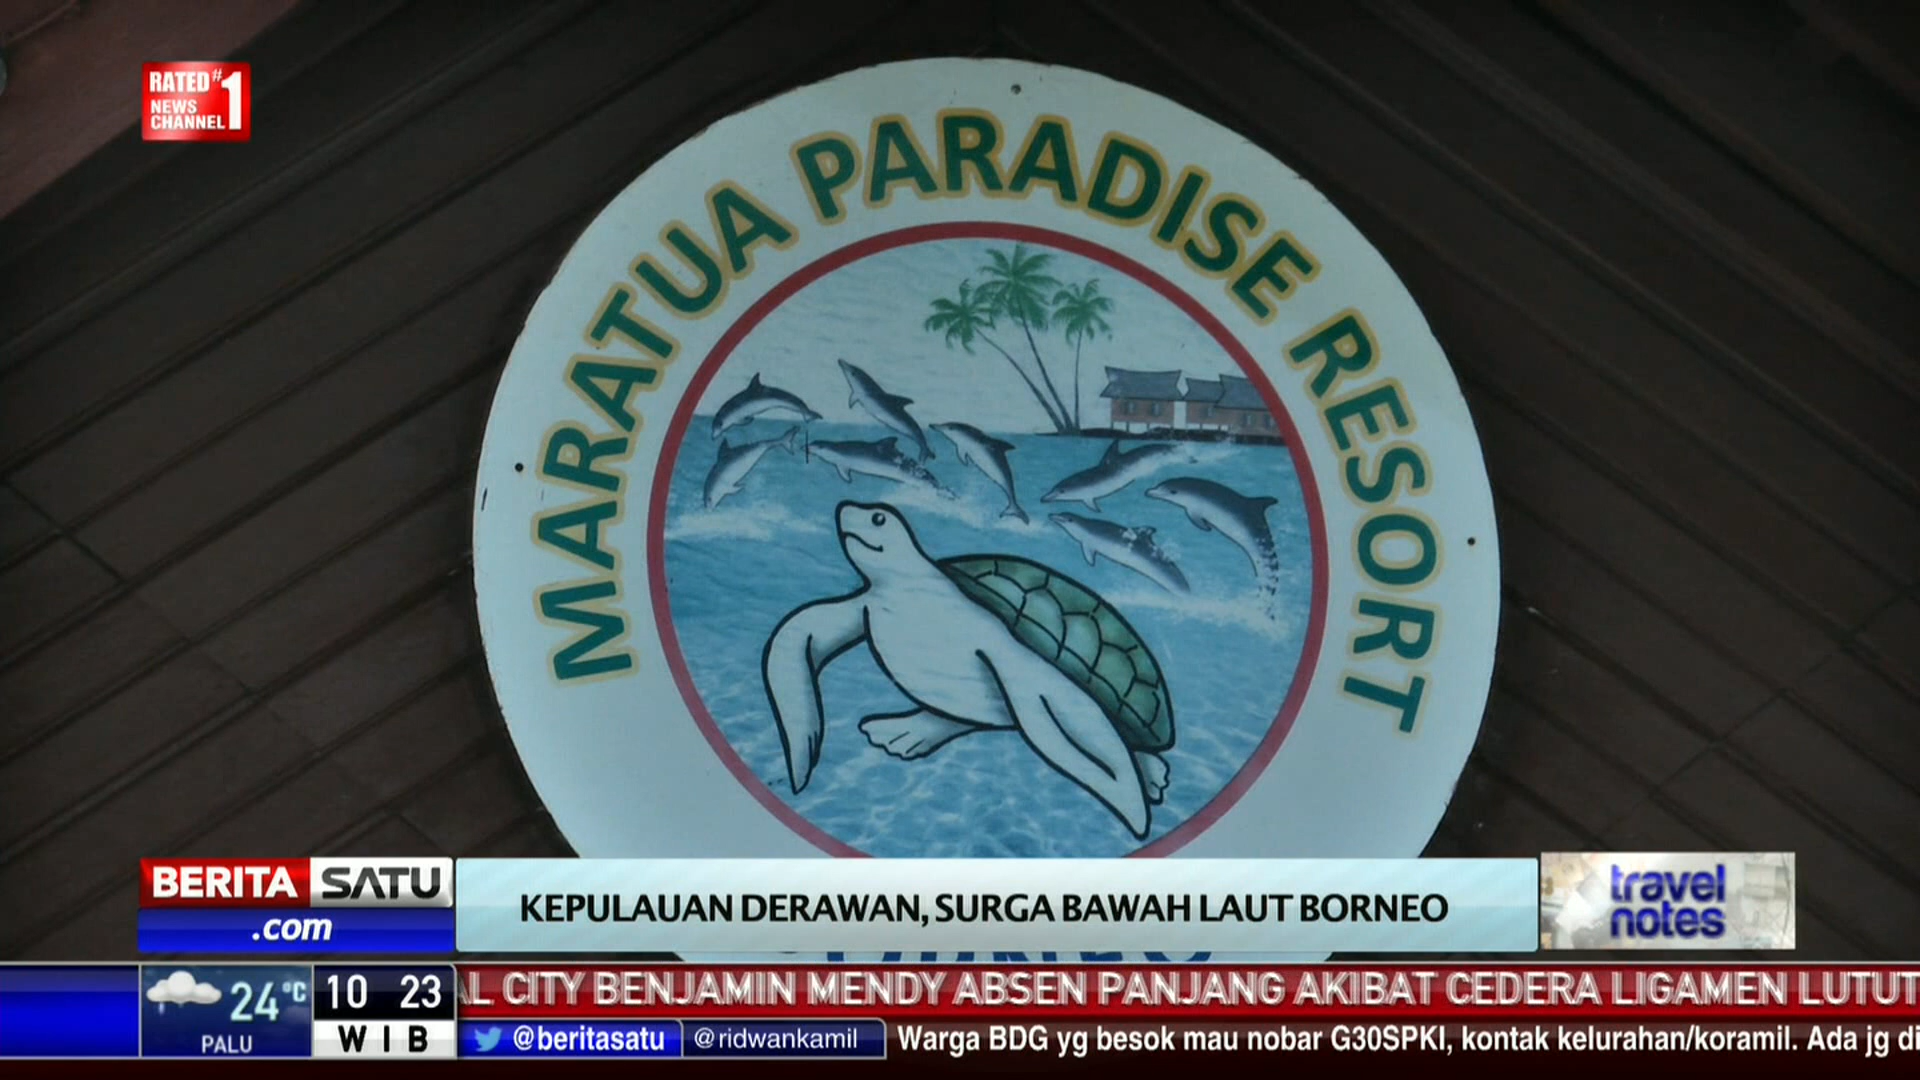 RATED #1
NEWS
CHANNEL
MARATUA PARADISE RESORT
BERITA SATU
.com
KEPULAUAN DERAWAN, SURGA BAWAH LAUT BORNEO
travel
notes
24°C
PALU
10 23
WIB
AL CITY BENJAMIN MENDY ABSEN PANJANG AKIBAT CEDERA LIGAMEN LUTUT
@beritasatu
@ridwankamil
Warga BDG yg besok mau nobar G30SPKI, kontak kelurahan/koramil. Ada jg di